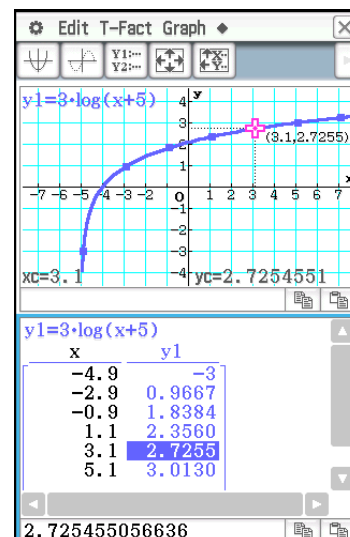 Edit T-Fact Graph
Y1:…
Y2:…
y1=3·log(x+5)
y
4
3
2
(3.1,2.7255)
x
-7 -6 -5 -4 -3 -2 0 1 2 3 4 5 6 7
-1
-2
-3
-4
xc=3.1 yc=2.7254551
y1=3·log(x+5)
x y1
-4.9 -3
-2.9 0.9667
-0.9 1.8384
1.1 2.3560
3.1 2.7255
5.1 3.0130
2.725455056636